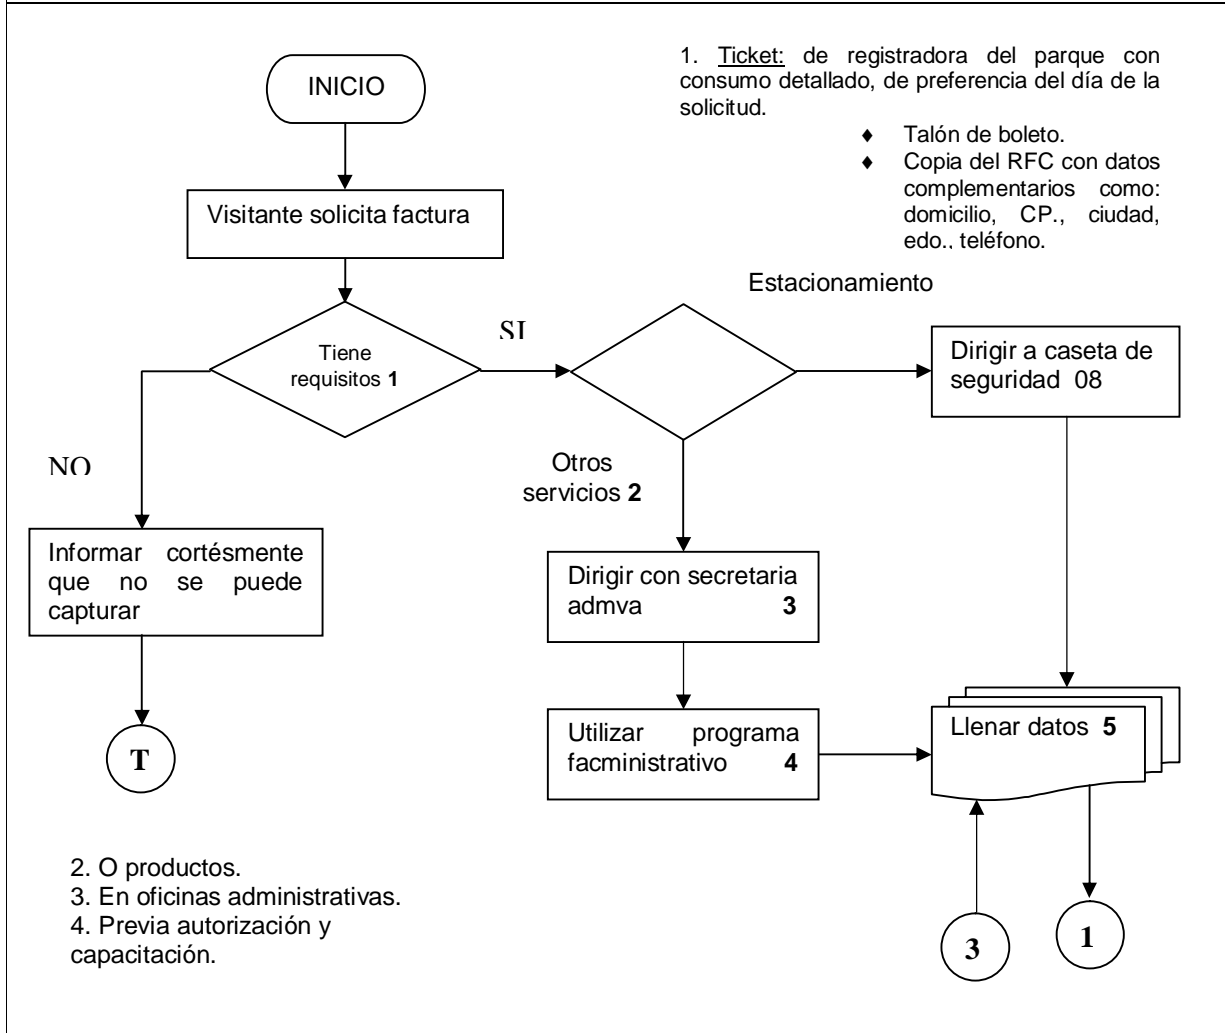 INICIO
1. Ticket: de registradora del parque con
consumo detallado, de preferencia del día de la
solicitud.
♦ Talón de boleto.
♦ Copia del RFC con datos
complementarios como:
domicilio, CP., ciudad,
edo., teléfono.
Visitante solicita factura
Estacionamiento
SI
Tiene
requisitos 1
Dirigir a caseta de
seguridad 08
NO
Otros
servicios 2
Informar cortésmente
que no se puede
capturar
Dirigir con secretaria
admva 3
Utilizar programa
facministrativo 4
Llenar datos 5
T
2. O productos.
3. En oficinas administrativas.
4. Previa autorización y
capacitación.
3
1